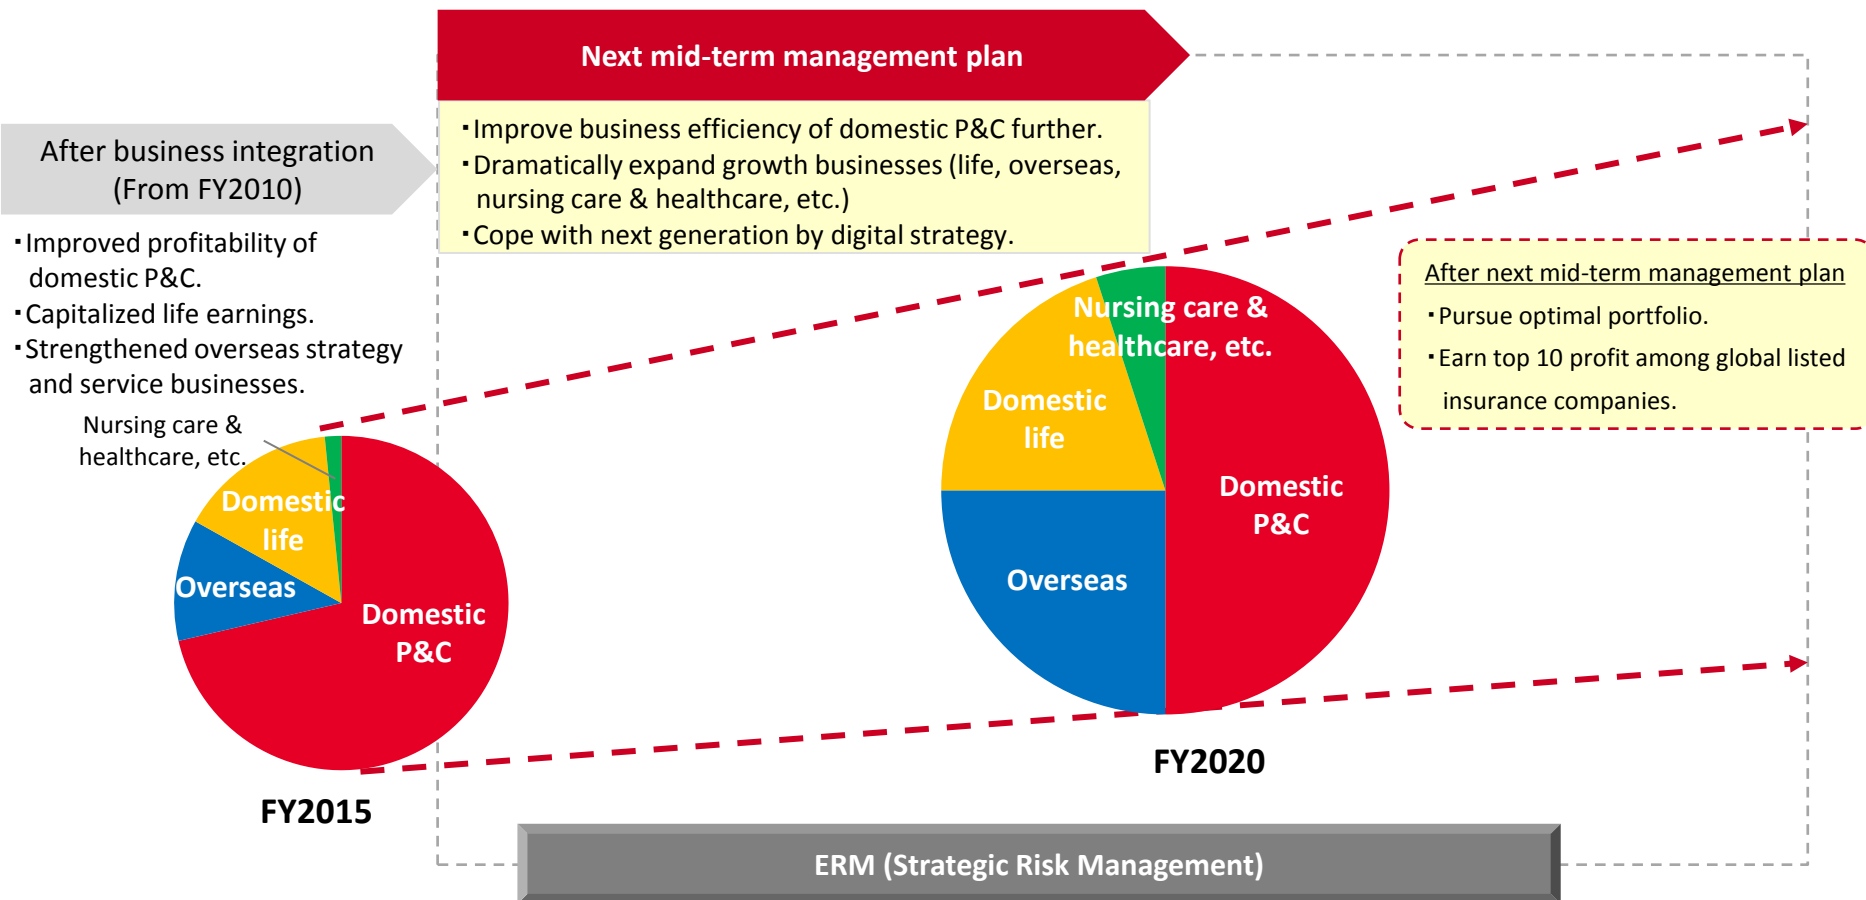 Next mid-term management plan
・Improve business efficiency of domestic P&C further.
・Dramatically expand growth businesses (life, overseas,
nursing care & healthcare, etc.)
・Cope with next generation by digital strategy.
After business integration
(From FY2010)
・Improved profitability of
domestic P&C.
・Capitalized life earnings.
・Strengthened overseas strategy
and service businesses.
Nursing care &
healthcare, etc.
Domestic
life
Overseas
Domestic
P&C
FY2015
Nursing care &
healthcare, etc.
Domestic
life
Overseas
Domestic
P&C
FY2020
After next mid-term management plan
・Pursue optimal portfolio.
・Earn top 10 profit among global listed
insurance companies.
ERM (Strategic Risk Management)